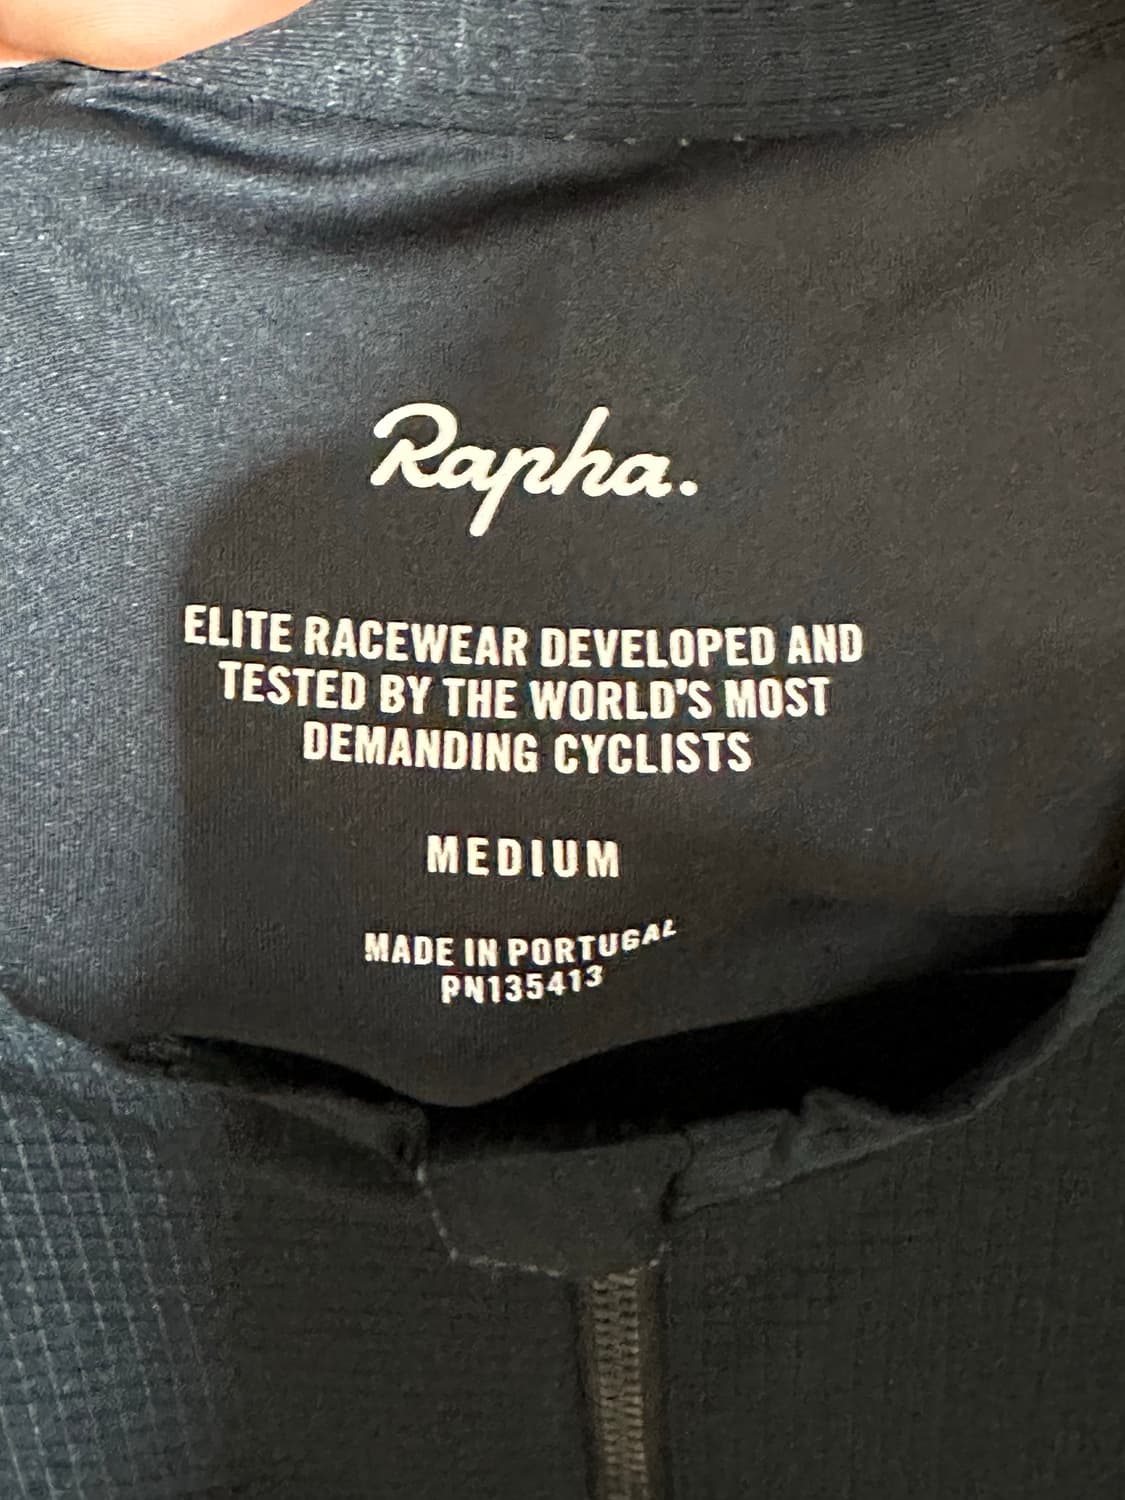 Rapha.
ELITE RACEWEAR DEVELOPED AND
TESTED BY THE WORLD'S MOST
DEMANDING CYCLISTS
MEDIUM
MADE IN PORTUGAL
PN135413